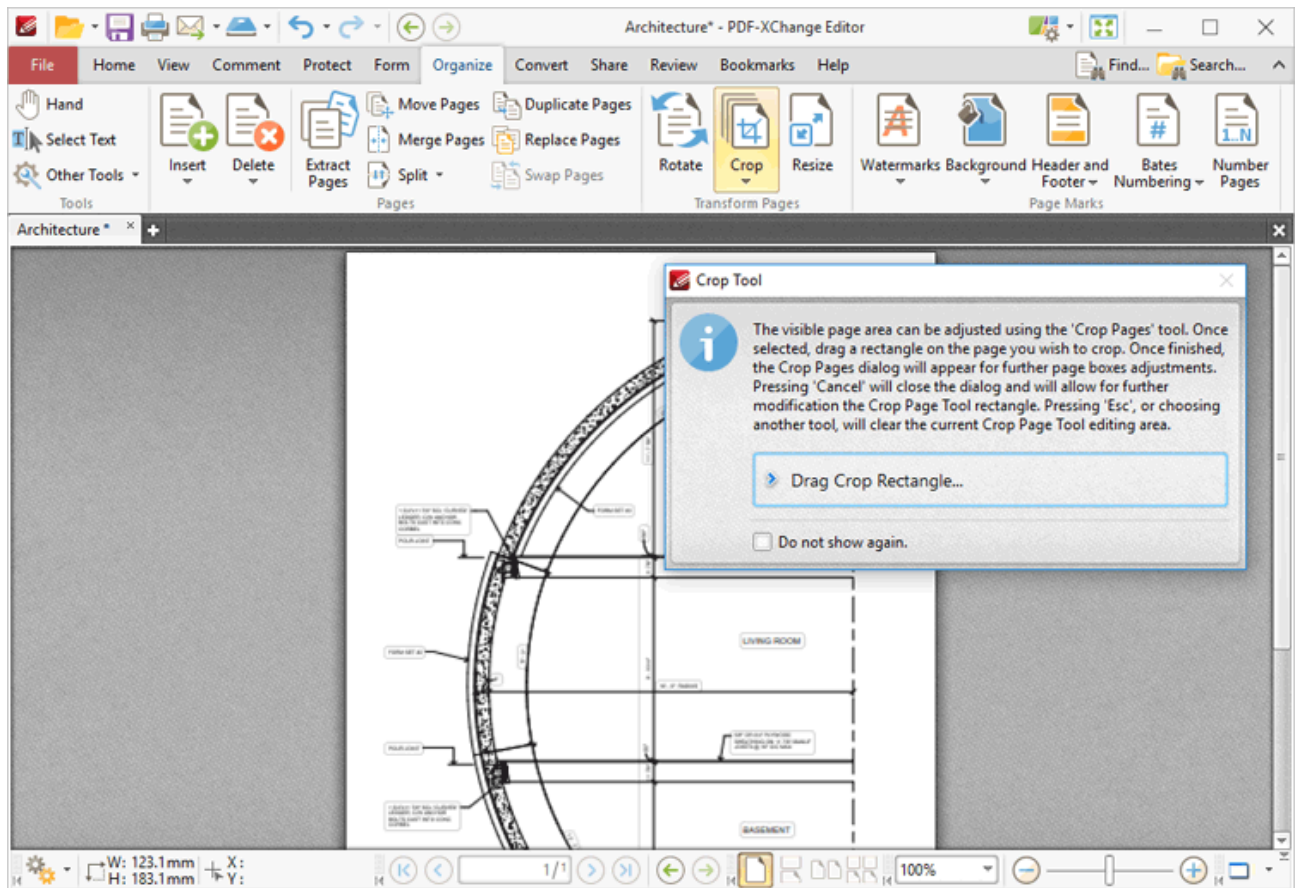 Architecture* - PDF-XChange Editor
File Home View Comment Protect Form Organize Convert Share Review Bookmarks Help Find... Search...
Hand
Select Text
Other Tools
Tools
Insert
Delete
Extract
Pages
Move Pages
Merge Pages
Split
Duplicate Pages
Replace Pages
Swap Pages
Pages
Rotate
Crop
Resize
Transform Pages
Watermarks
Background
Header and
Footer
Bates
Numbering
#
1..N
Number
Pages
Page Marks
Architecture *
Crop Tool
The visible page area can be adjusted using the 'Crop Pages' tool. Once
selected, drag a rectangle on the page you wish to crop. Once finished,
the Crop Pages dialog will appear for further page boxes adjustments.
Pressing 'Cancel' will close the dialog and will allow for further
modification the Crop Page Tool rectangle. Pressing 'Esc', or choosing
another tool, will clear the current Crop Page Tool editing area.
Drag Crop Rectangle...
Do not show again.
LIVING ROOM
BASEMENT
W: 123.1mm
H: 183.1mm
X:
Y:
1/1
100%